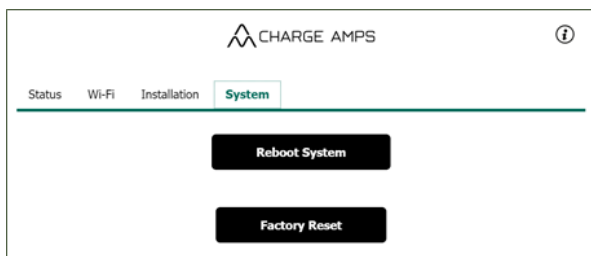 CHARGE AMPS
i
Status Wi-Fi Installation System
Reboot System
Factory Reset